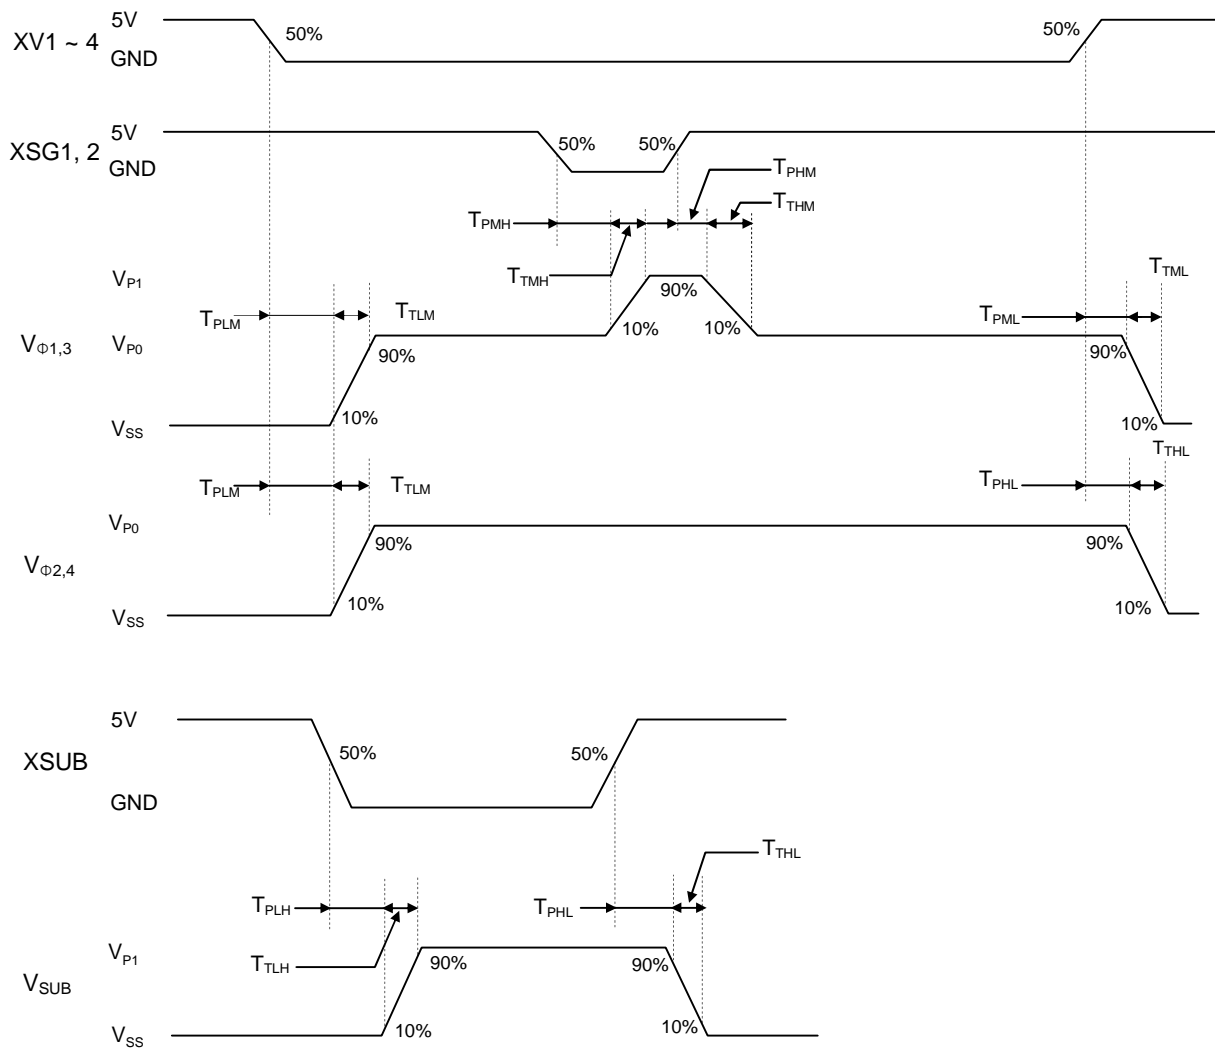 5V
XV1 ~ 4
50%
50%
GND
5V
XSG1, 2
50%
50%
GND
TPHM
TTHM
TPMH
TTMH
VP1
90%
TTML
TPLM
TTLM
10%
10%
TPML
VΦ1,3
VP0
90%
90%
VSS
10%
10%
TTHL
TPLM
TTLM
TPHL
VP0
90%
90%
VΦ2,4
10%
10%
VSS
5V
XSUB
50%
50%
GND
TTHL
TPLH
TPHL
VP1
TTLH
90%
90%
VSUB
10%
10%
VSS